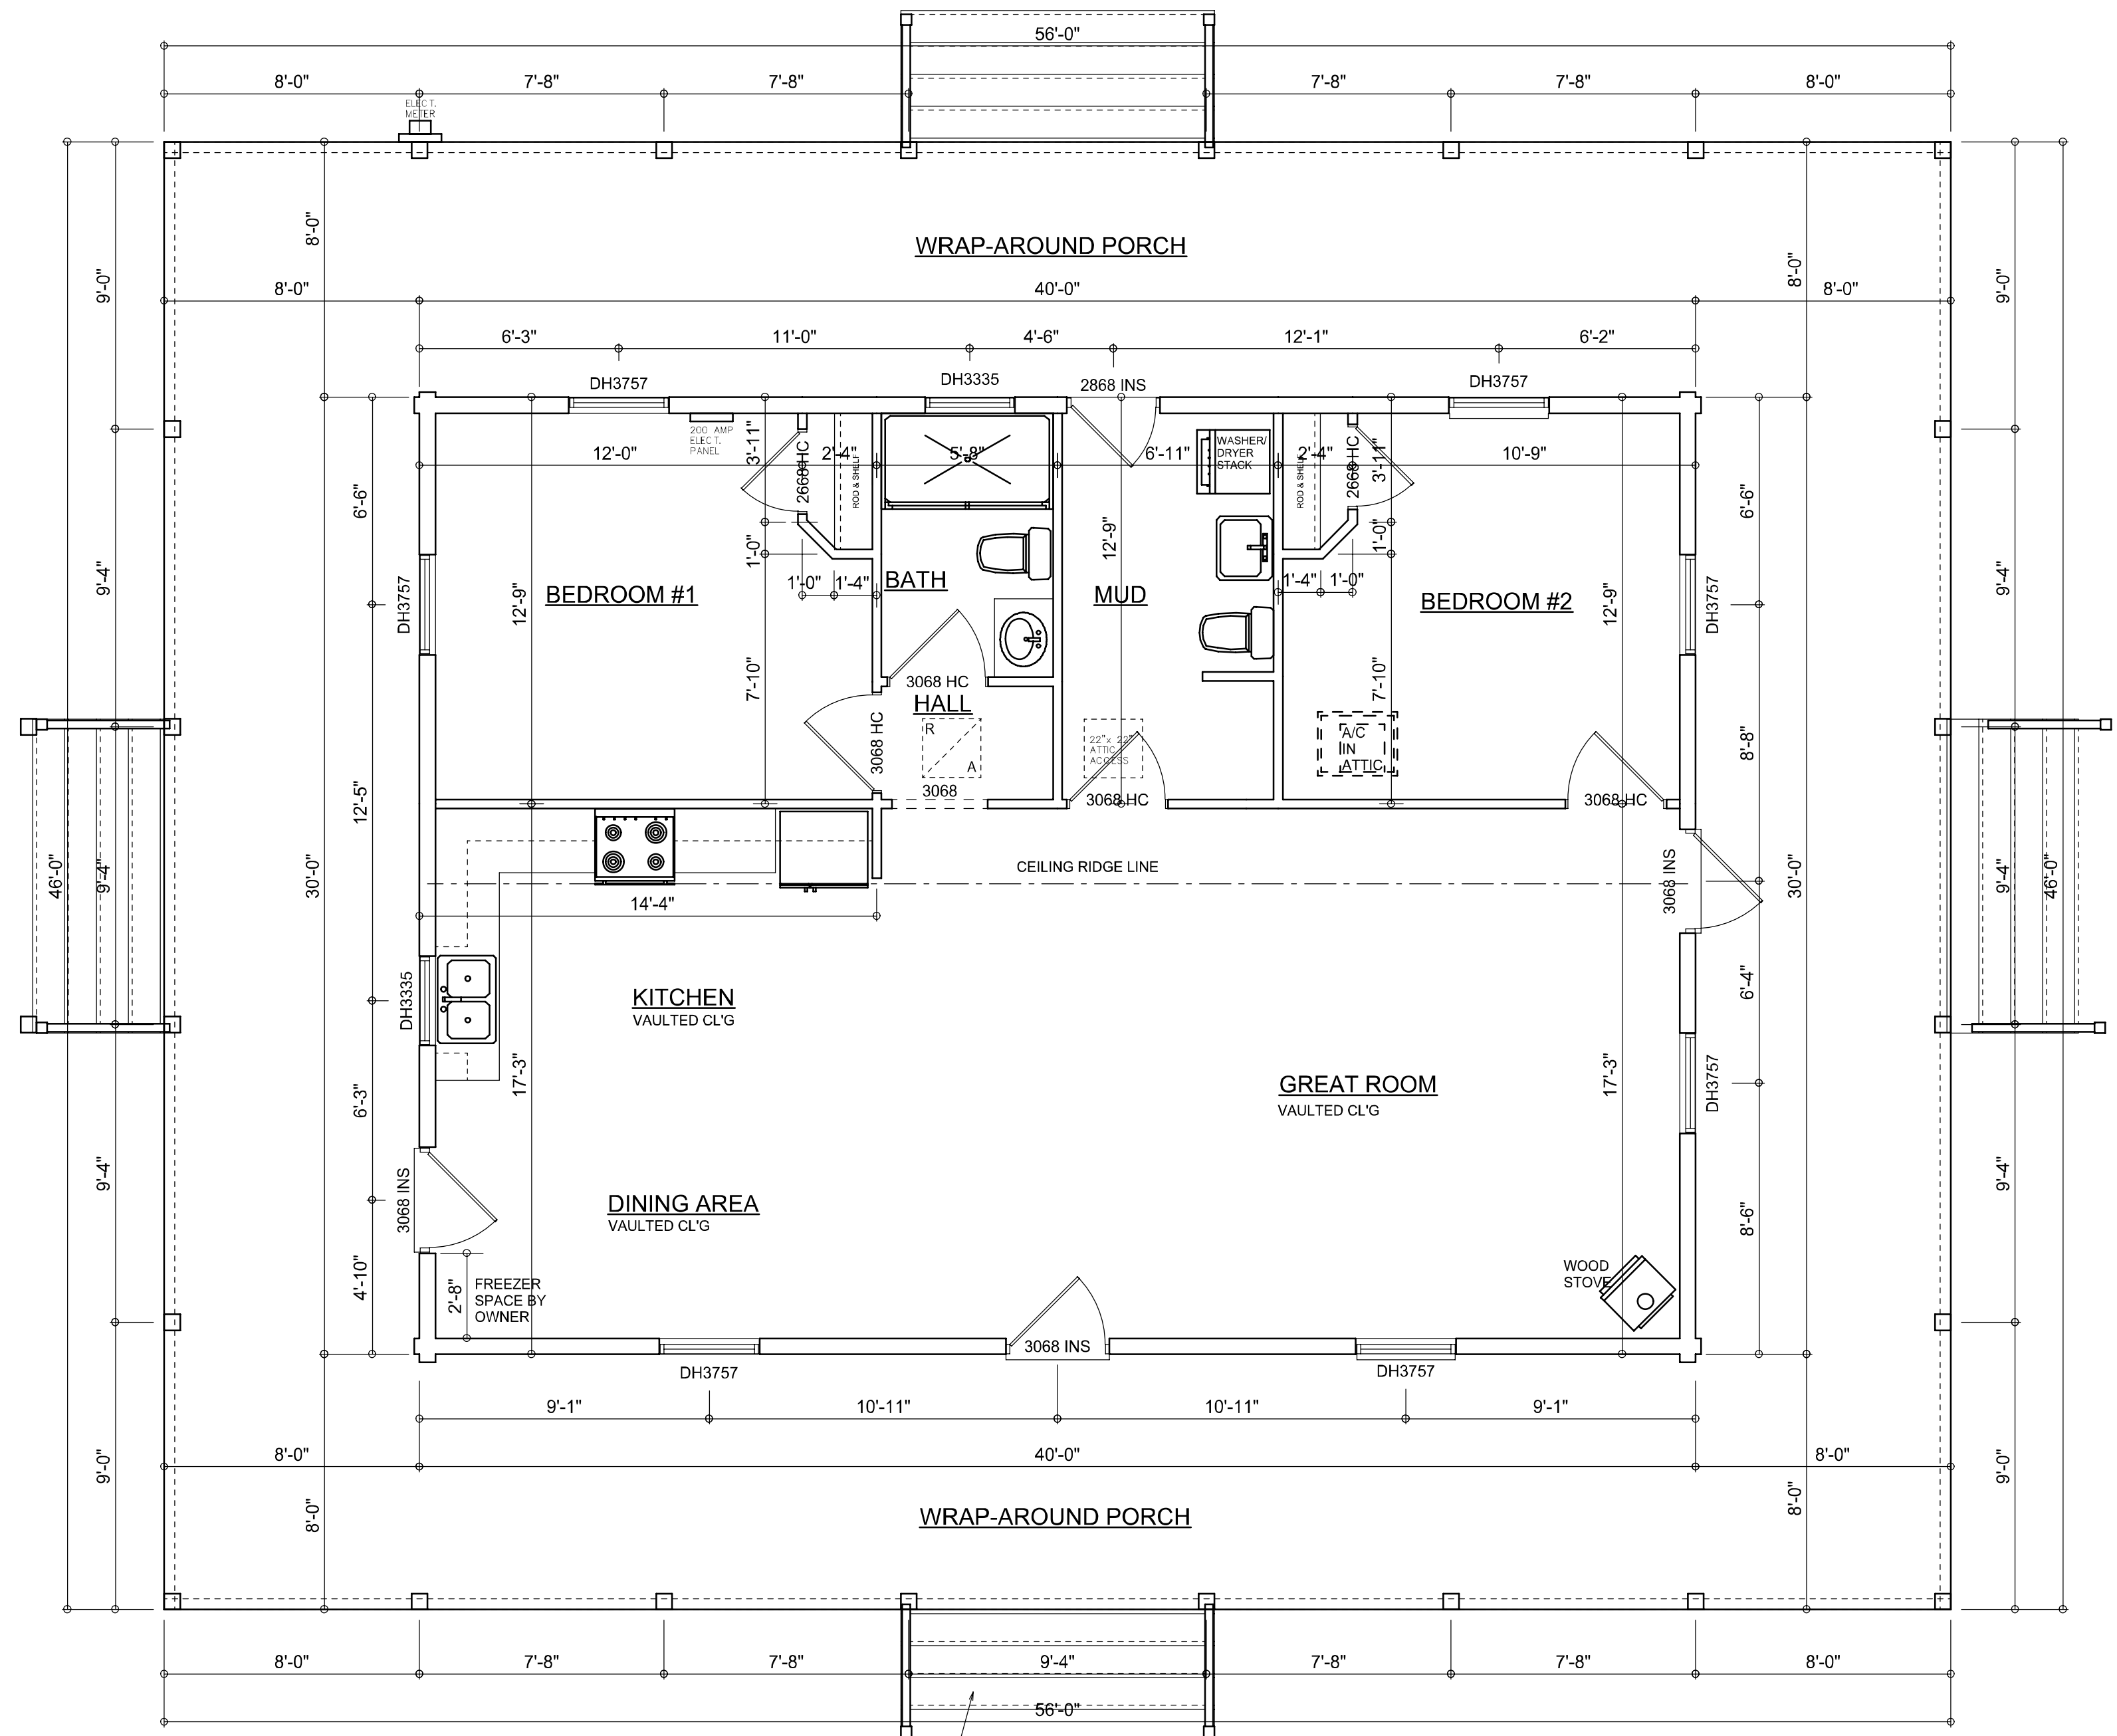 56'-0"
8'-0"
7'-8"
7'-8"
7'-8"
7'-8"
8'-0"
ELECT.
METER
8'-0"
WRAP-AROUND PORCH
8'-0"
9'-0"
9'-0"
8'-0"
40'-0"
8'-0"
6'-3"
11'-0"
4'-6"
12'-1"
6'-2"
DH3757
DH3335
2868 INS
DH3757
200 AMP
ELECT.
PANEL
12'-0"
3'-11"
2668 HC
2'-4"
ROD & SHELF
5'-8"
6'-11"
WASHER/
DRYER
STACK
2'-4"
ROD & SHELF
2668 HC
3'-11"
10'-9"
6'-6"
6'-6"
9'-4"
9'-4"
1'-0"
12'-9"
1'-0"
DH3757
12'-9"
BEDROOM #1
1'-0"
1'-4"
BATH
MUD
1'-4"
1'-0"
BEDROOM #2
12'-9"
DH3757
7'-10"
3068 HC
HALL
7'-10"
3068 HC
R
A
3068
22"x 22"
ATTIC
ACCESS
3068 HC
A/C
IN
ATTIC
3068 HC
8'-8"
12'-5"
46'-0"
9'-4"
30'-0"
CEILING RIDGE LINE
3068 INS
30'-0"
9'-4"
46'-0"
14'-4"
DH3335
KITCHEN
VAULTED CL'G
6'-4"
17'-3"
GREAT ROOM
VAULTED CL'G
17'-3"
DH3757
6'-3"
9'-4"
9'-4"
3068 INS
DINING AREA
VAULTED CL'G
8'-6"
4'-10"
2'-8"
FREEZER
SPACE BY
OWNER
WOOD
STOVE
3068 INS
DH3757
DH3757
9'-1"
10'-11"
10'-11"
9'-1"
8'-0"
40'-0"
8'-0"
9'-0"
9'-0"
8'-0"
8'-0"
WRAP-AROUND PORCH
8'-0"
7'-8"
7'-8"
9'-4"
7'-8"
7'-8"
8'-0"
56'-0"